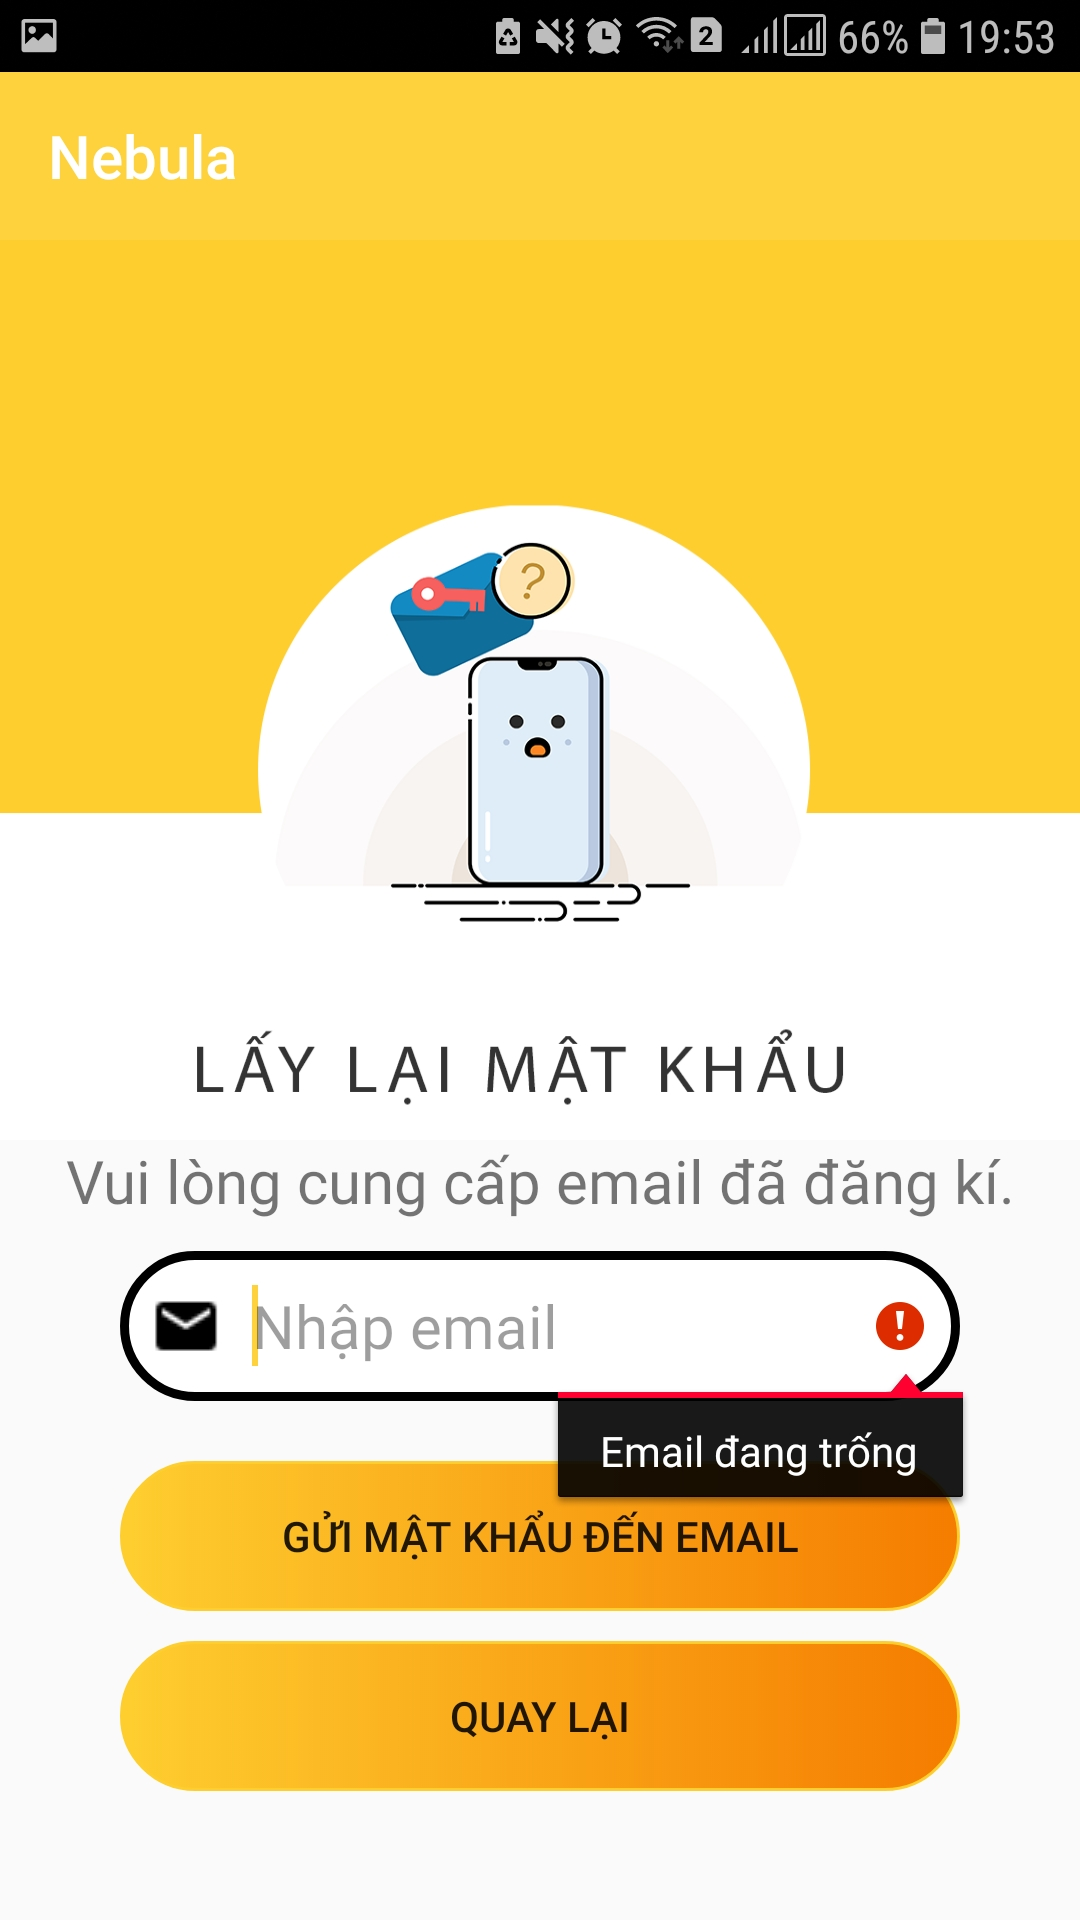 2 66% 19:53
Nebula
?
LẤY LẠI MẬT KHẨU
Vui lòng cung cấp email đã đăng kí.
Nhập email
Email đang trống
GỬI MẬT KHẨU ĐẾN EMAIL
QUAY LẠI